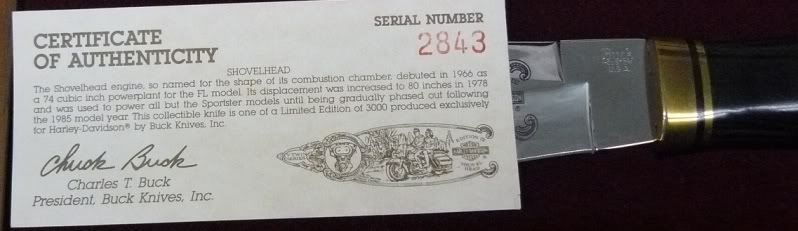 CERTIFICATE
OF AUTHENTICITY
SERIAL NUMBER
2843
SHOVELHEAD
The Shovelhead engine, so named for the shape of its combustion chamber, debuted in 1966 as
a 74 cubic inch powerplant for the FL model. Its displacement was increased to 80 inches in 1978
and was used to power all but the Sportster models until being gradually phased out following
the 1985 model year. This collectible knife is one of a Limited Edition of 3000 produced exclusively
for Harley-Davidson® by Buck Knives, Inc.
Chuck Buck
Charles T. Buck
President, Buck Knives, Inc.
Buck
U.S.A.